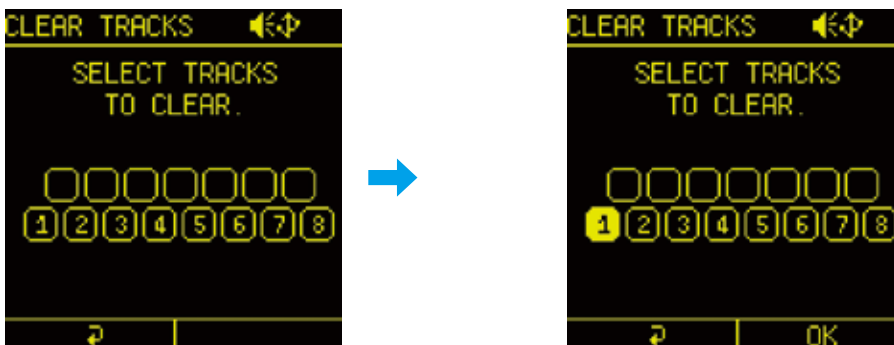 CLEAR TRACKS
SELECT TRACKS
TO CLEAR.
1 2 3 4 5 6 7 8
CLEAR TRACKS
SELECT TRACKS
TO CLEAR.
1 2 3 4 5 6 7 8
OK